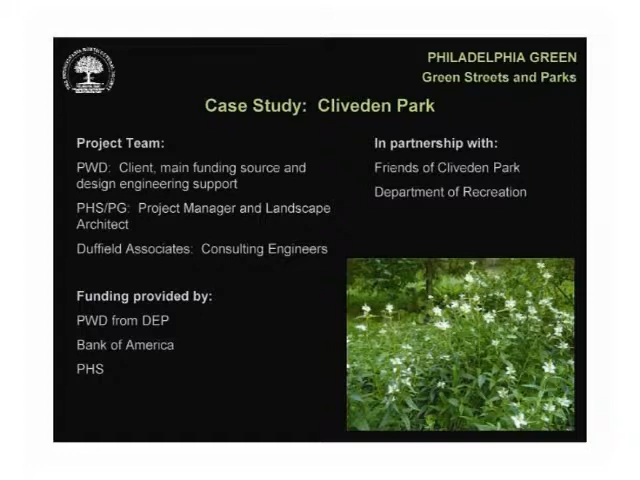 PHILADELPHIA GREEN
Green Streets and Parks
Case Study: Cliveden Park
Project Team:
PWD: Client, main funding source and
design engineering support
PHS/PG: Project Manager and Landscape
Architect
Duffield Associates: Consulting Engineers
Funding provided by:
PWD from DEP
Bank of America
PHS
In partnership with:
Friends of Cliveden Park
Department of Recreation